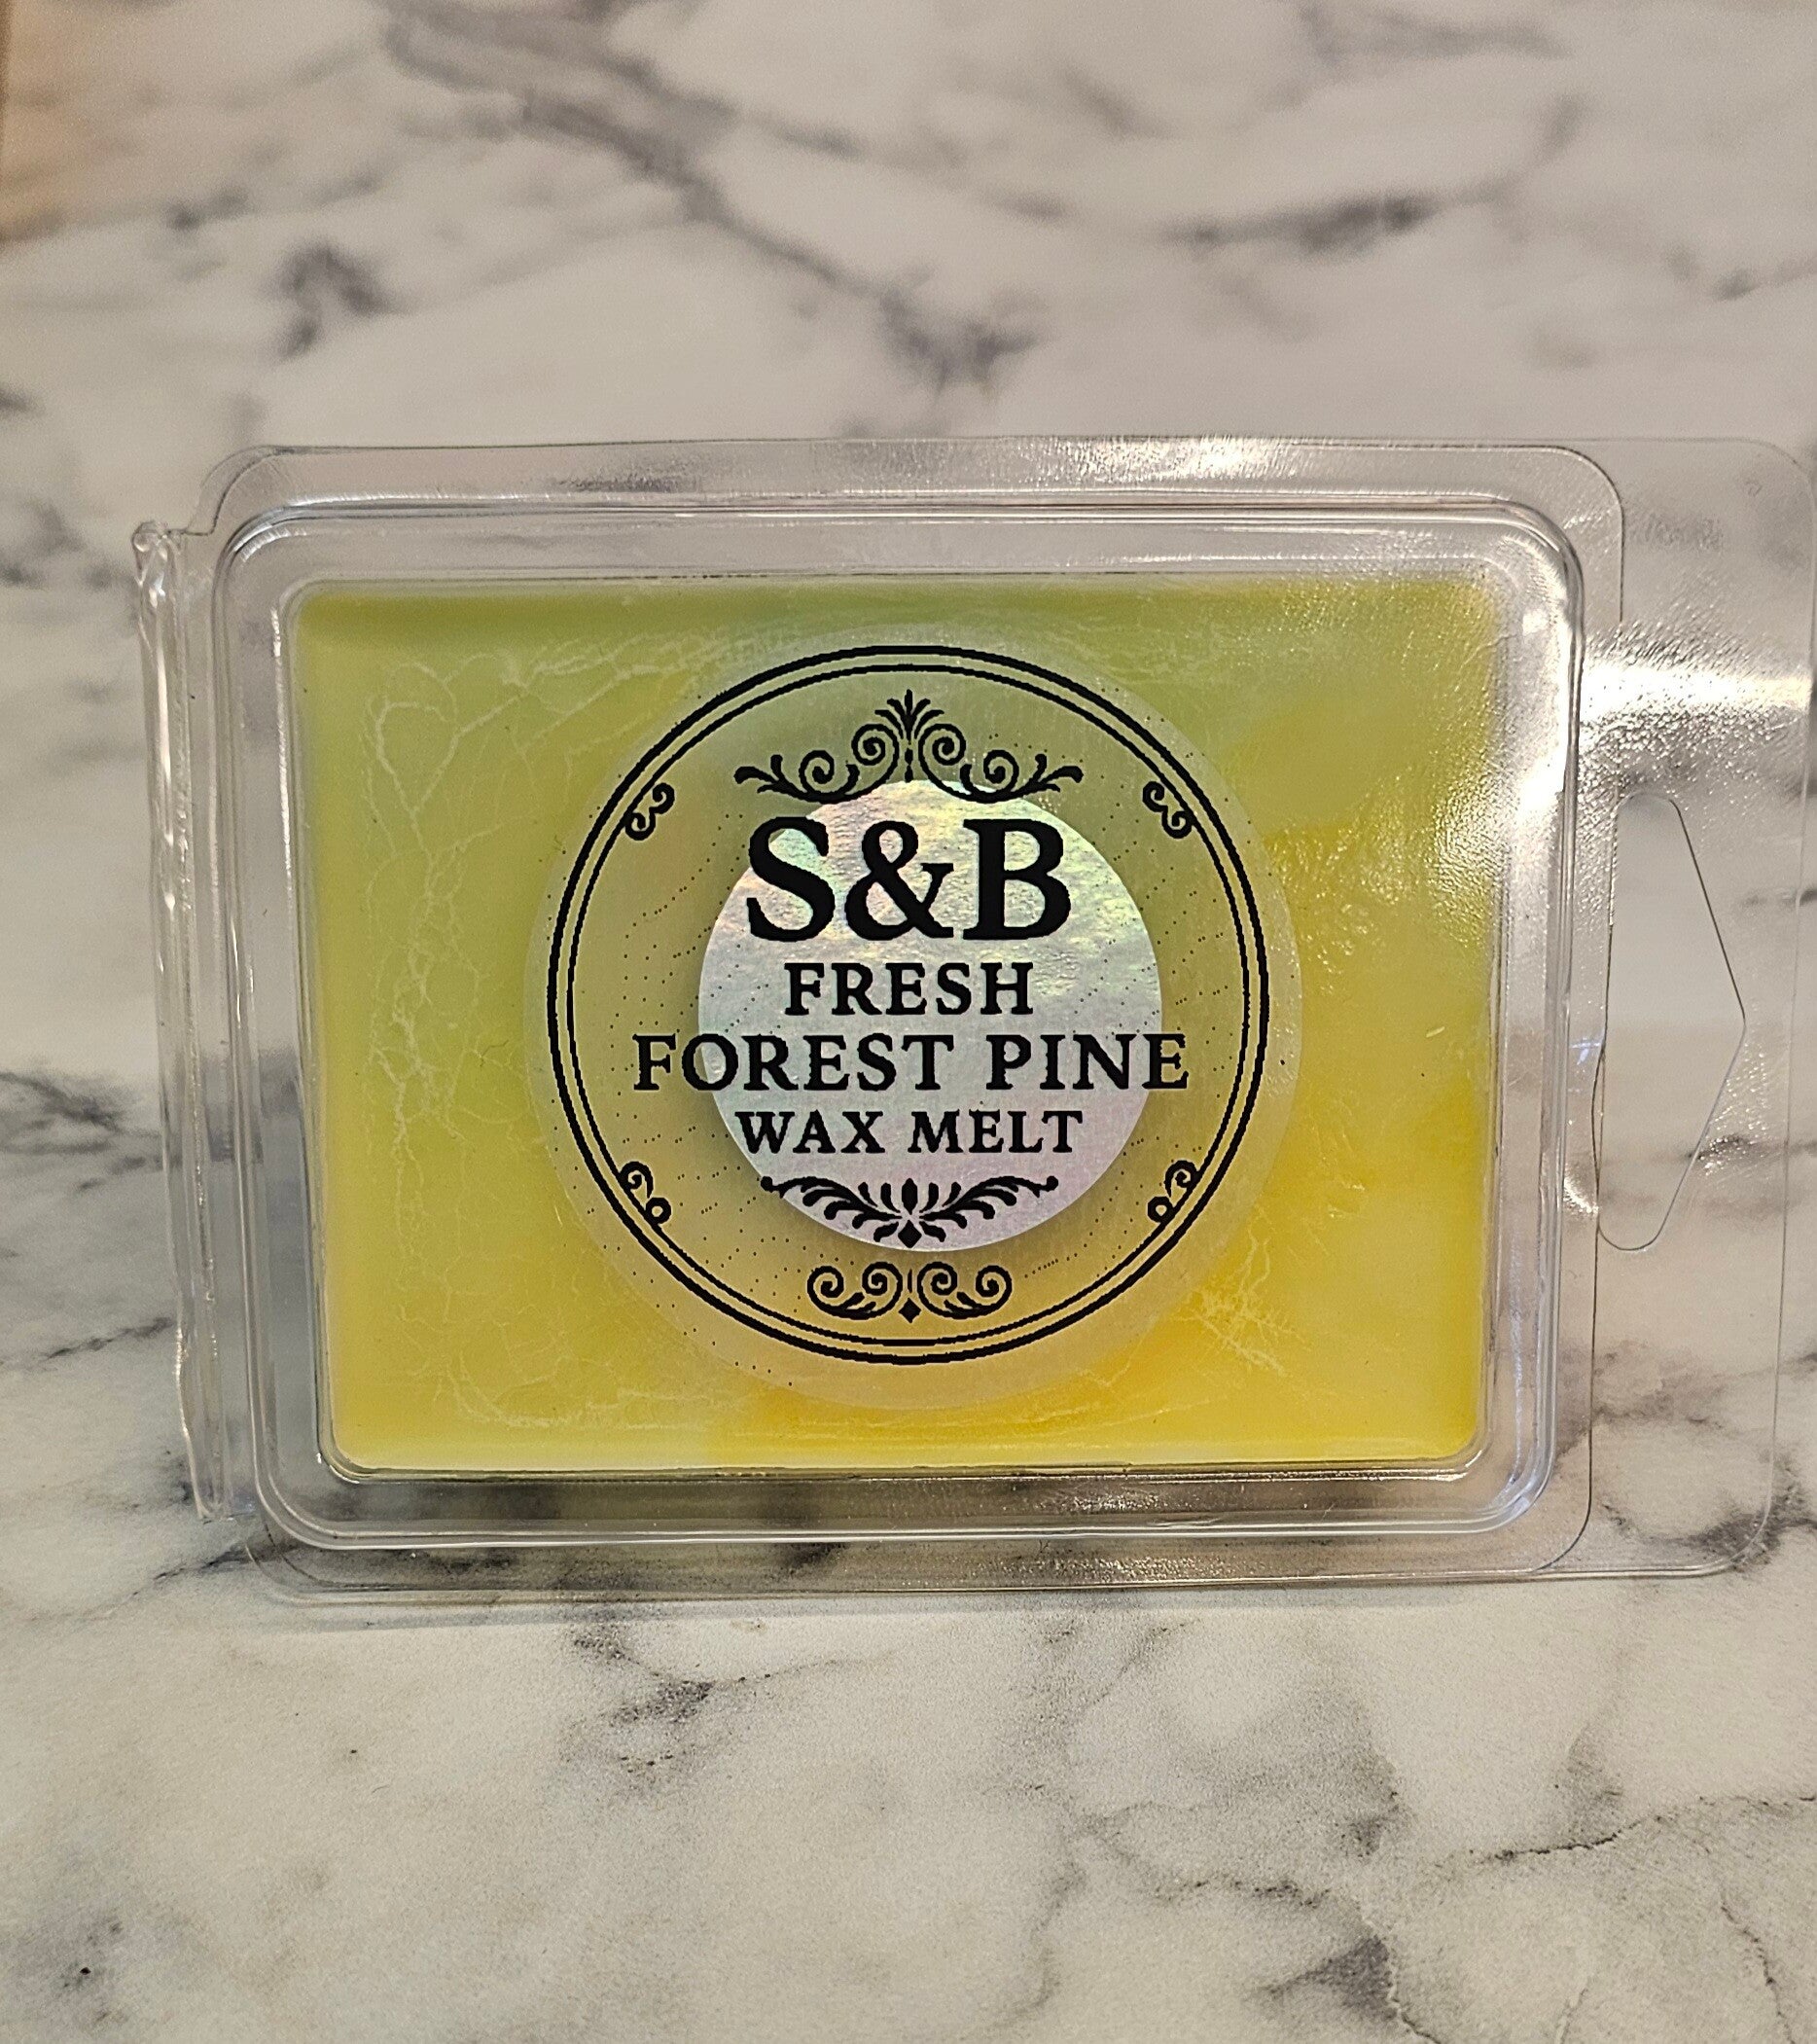 S&B
FRESH
FOREST PINE
WAX MELT